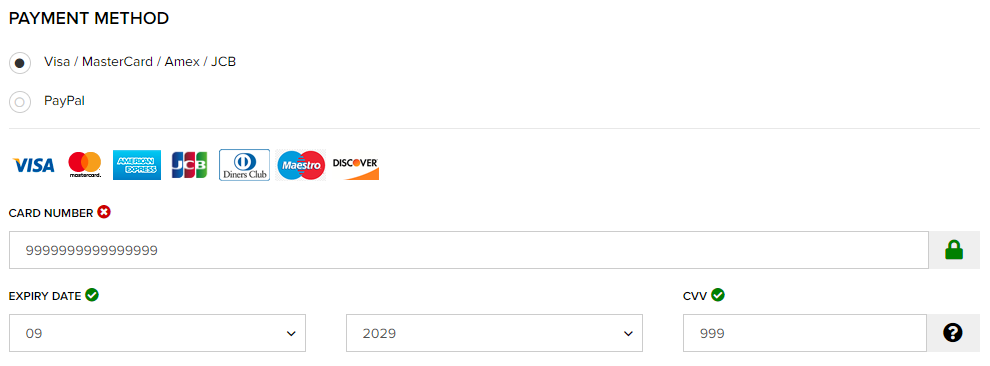 PAYMENT METHOD
Visa / MasterCard / Amex / JCB
PayPal
VISA mastercard. AMERICAN EXPRESS JCB Diners Club Maestro DISCOVER
CARD NUMBER
9999999999999999
EXPIRY DATE CVV
09 2029 999